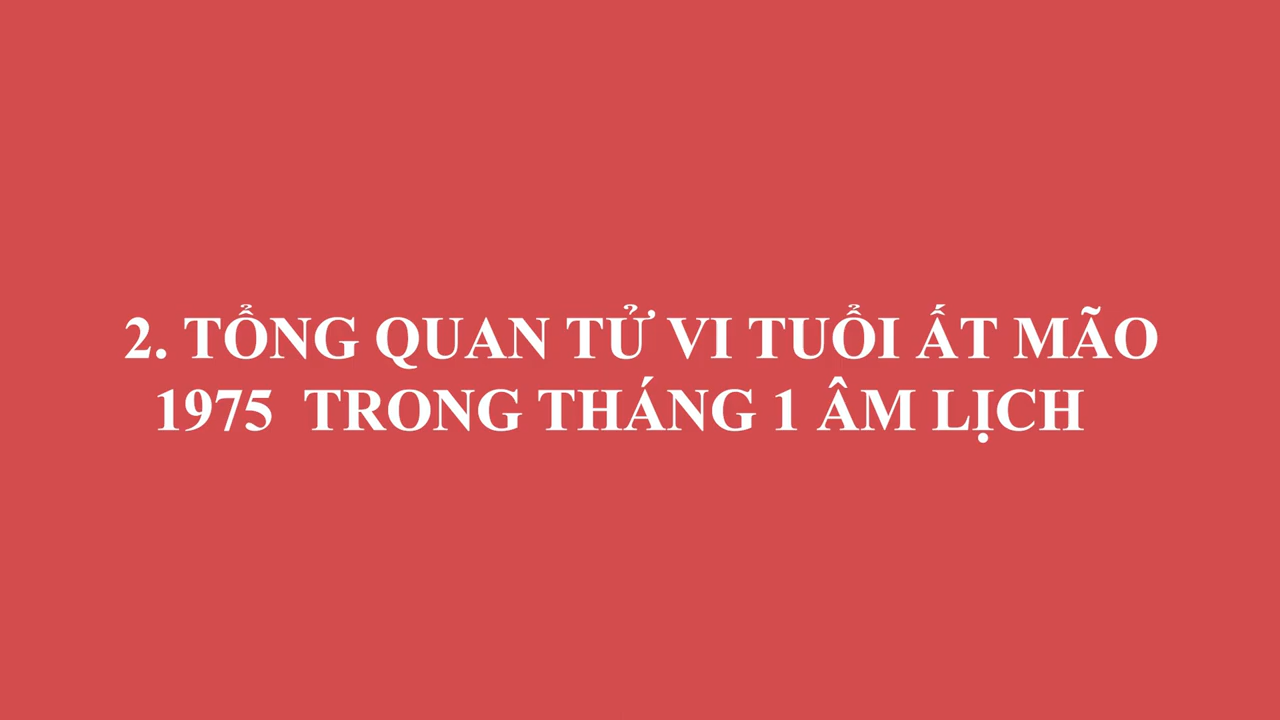 2. TỔNG QUAN TỬ VI TUỔI ẤT MÃO
1975  TRONG THÁNG 1 ÂM LỊCH